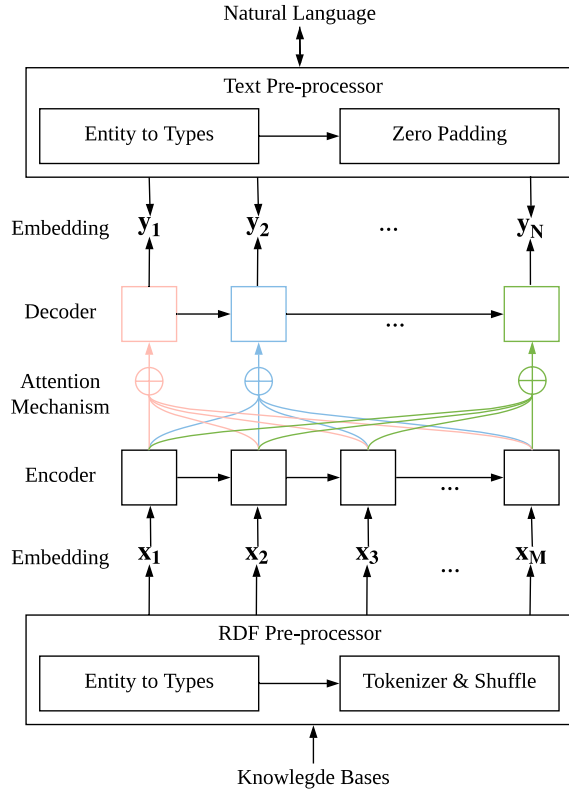 Natural Language
Text Pre-processor
Entity to Types
Zero Padding
Embedding
y1
y2
...
yN
Decoder
...
Attention
Mechanism
Encoder
...
Embedding
x1
x2
x3
...
xM
RDF Pre-processor
Entity to Types
Tokenizer & Shuffle
Knowlegde Bases